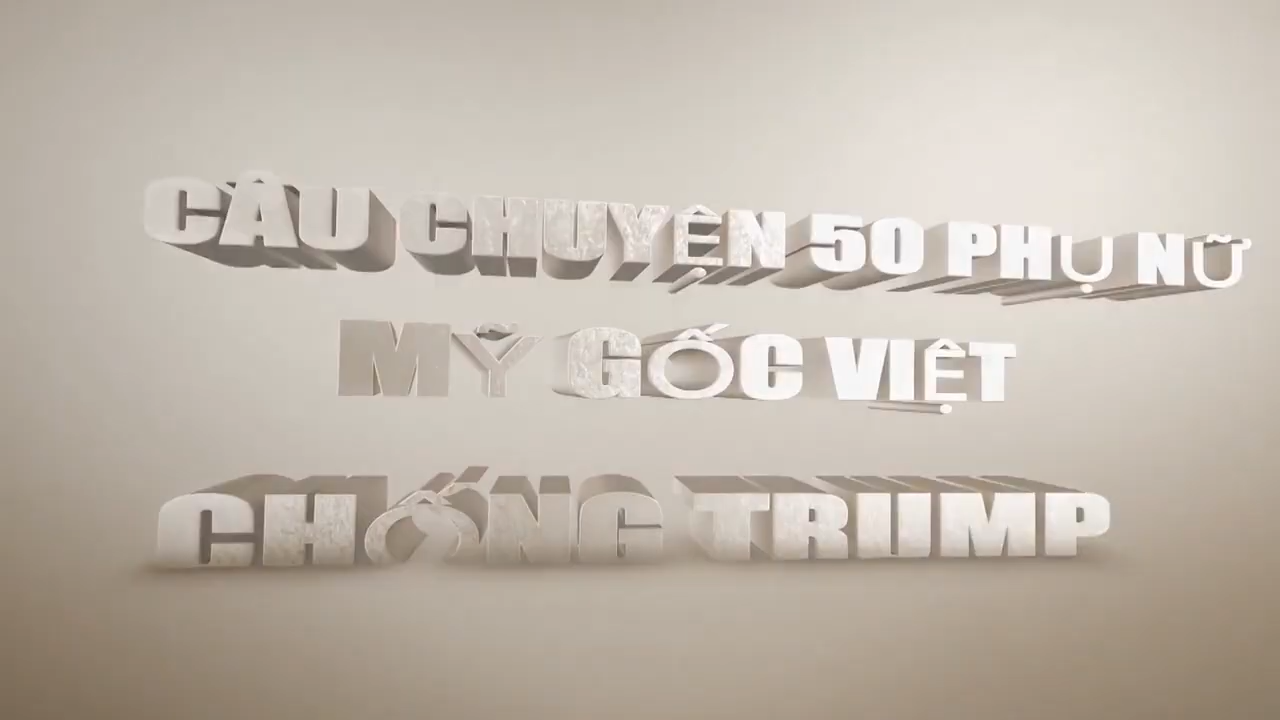 CÂU CHUYỆN 50 PHỤ NỮ
MỸ GỐC VIỆT
CHỐNG TRUMP